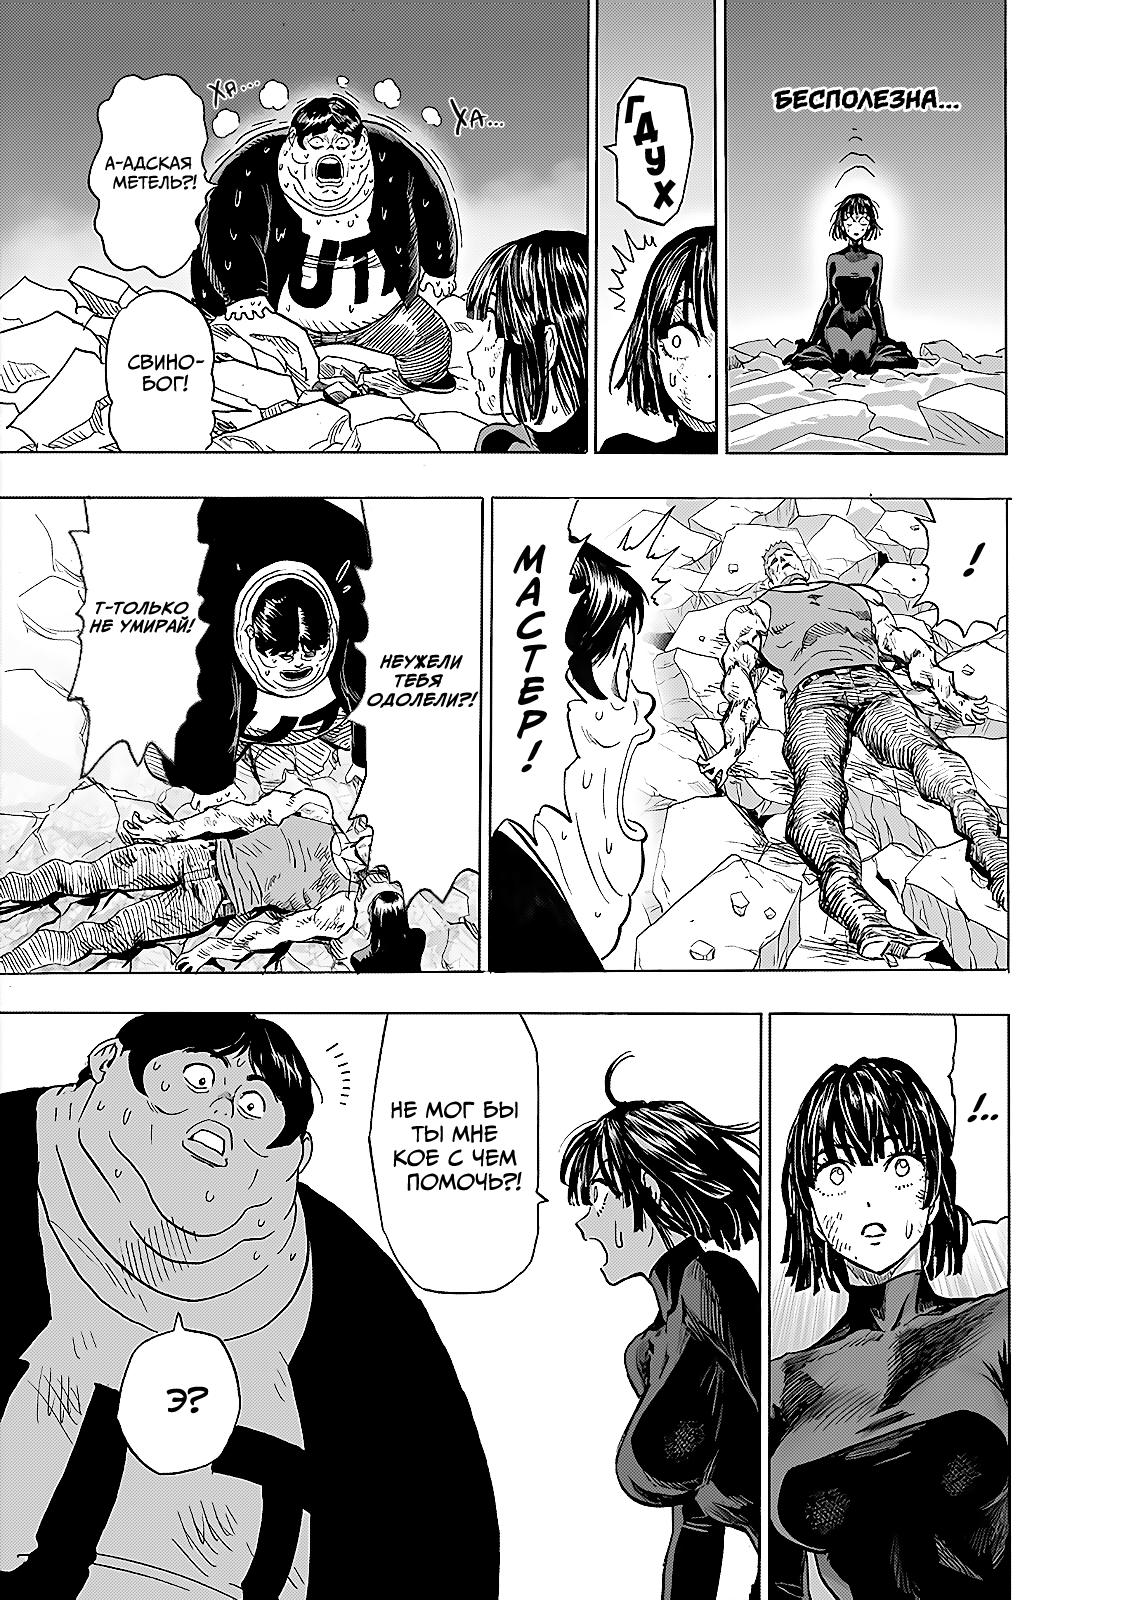 БЕСПОЛЕЗНА...
ГДУХ
ХА...
ХА...
А-АДСКАЯ
МЕТЕЛЬ?!
UTA
СВИНО-
БОГ!
!
МАСТЕР!
НЕУЖЕЛИ
ТЕБЯ
ОДОЛЕЛИ?!
Т-ТОЛЬКО
НЕ УМИРАЙ!
!..
НЕ МОГ БЫ
ТЫ МНЕ
КОЕ С ЧЕМ
ПОМОЧЬ?!
Э?